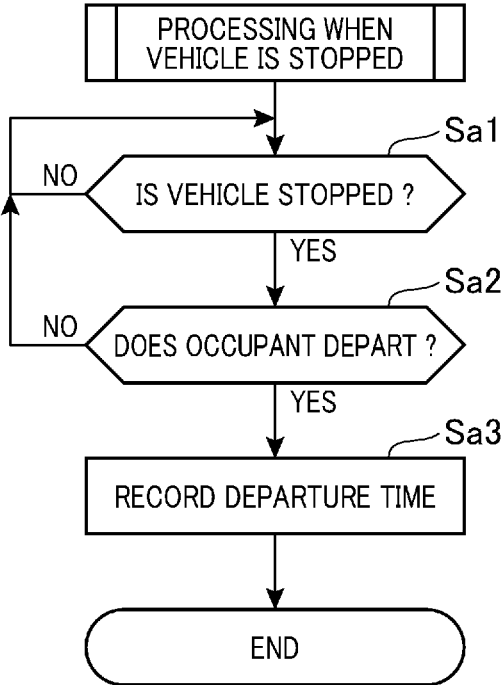 PROCESSING WHEN
VEHICLE IS STOPPED
Sa1
NO
IS VEHICLE STOPPED ?
YES
Sa2
NO
DOES OCCUPANT DEPART ?
YES
Sa3
RECORD DEPARTURE TIME
END